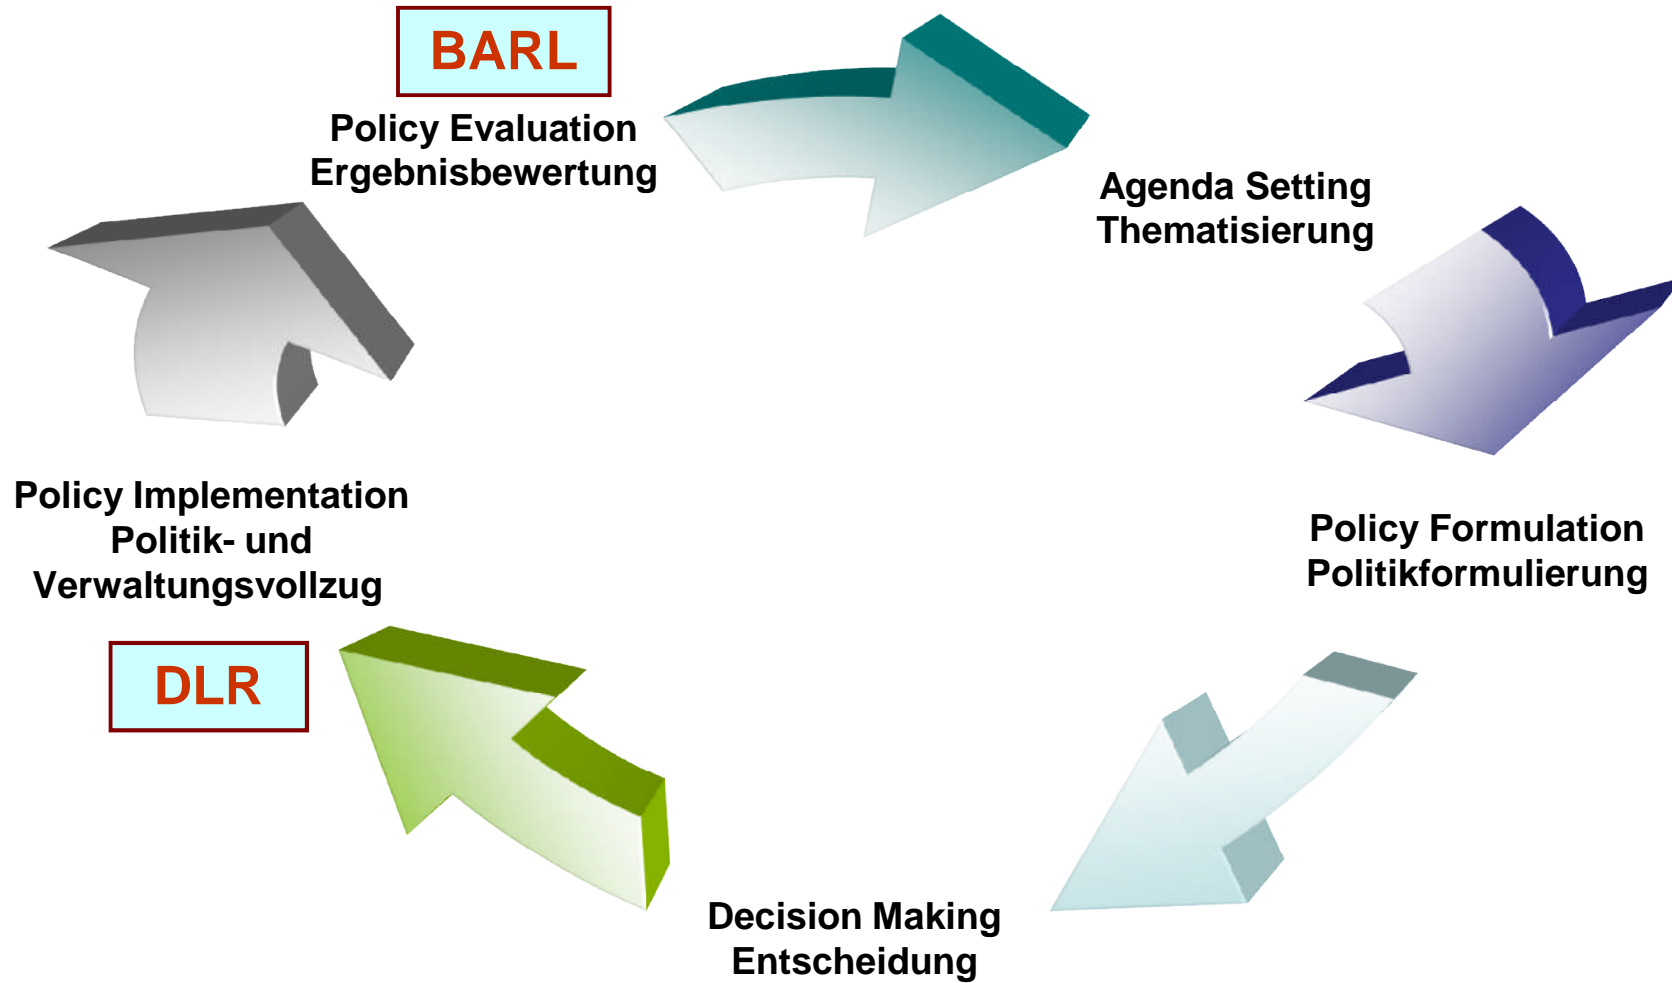 BARL
Policy Evaluation
Ergebnisbewertung
Agenda Setting
Thematisierung
Policy Implementation
Politik- und
Verwaltungsvollzug
DLR
Policy Formulation
Politikformulierung
Decision Making
Entscheidung